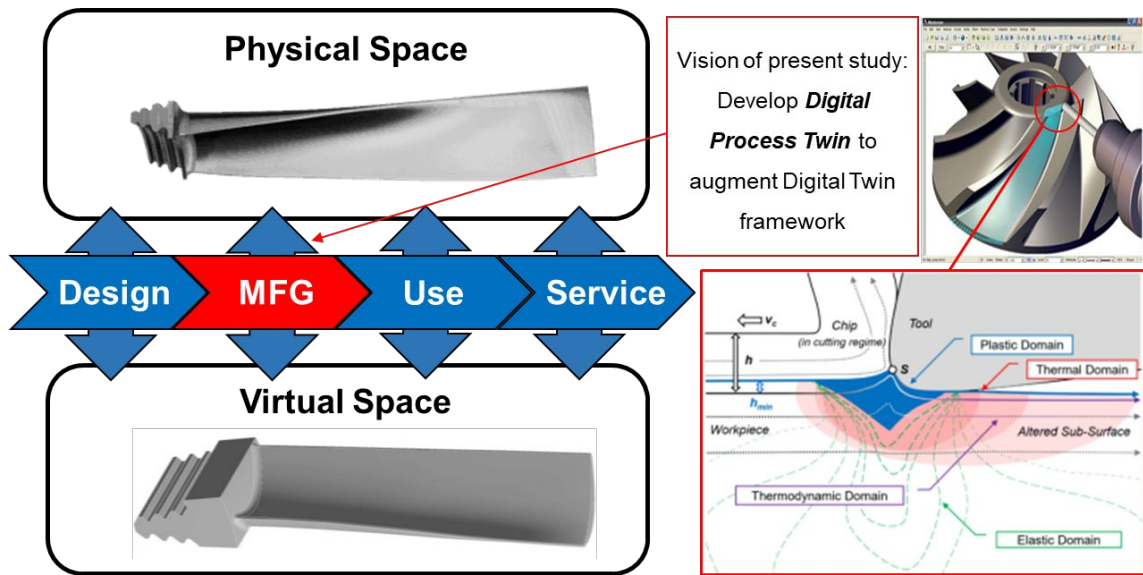 Physical Space
Design
MFG
Use
Service
Virtual Space
Vision of present study:
Develop Digital
Process Twin to
augment Digital Twin
framework
v_c
Chip
(in cutting regime)
Tool
h
S
Plastic Domain
Thermal Domain
h_min
Workpiece
Altered Sub-Surface
Thermodynamic Domain
Elastic Domain